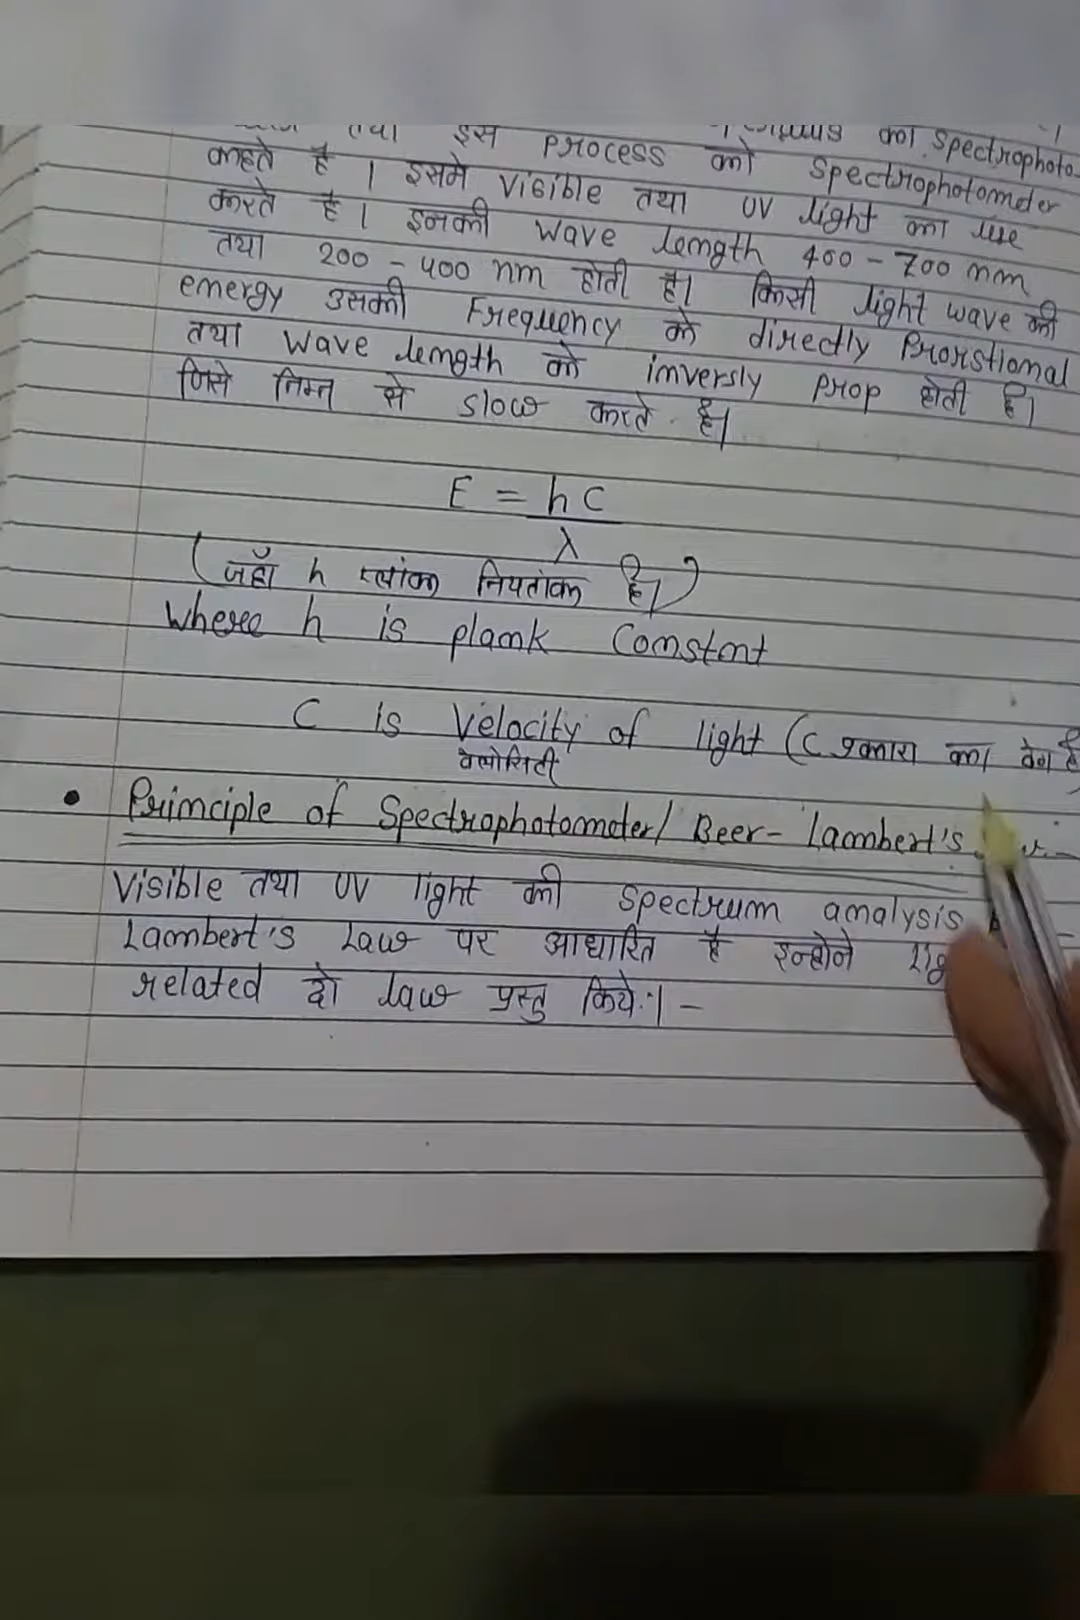 तथा इस process को spectrophoto
कहते है । इसमे visible तथा UV light का use
करते है । इनकी wave length 400 - 700 nm
तथा 200 - 400 nm होती है। किसी light wave की
energy उसकी Frequency के directly Prorstional
तथा wave length को inversly prop होती है।
जिसे निम्न से slow करते है।
E = hc
λ
(जहाँ h प्लांक नियतांक है।)
Where h is plank Constant
C is Velocity of light (C प्रकाश का वेग है
वेलोसिटी
• Principle of Spectrophotometer/ Beer- Lambert's
Visible तथा UV light की Spectrum analysis
Lambert's Law पर आधारित है इन्होने
related दो law प्रस्तु किये:। -